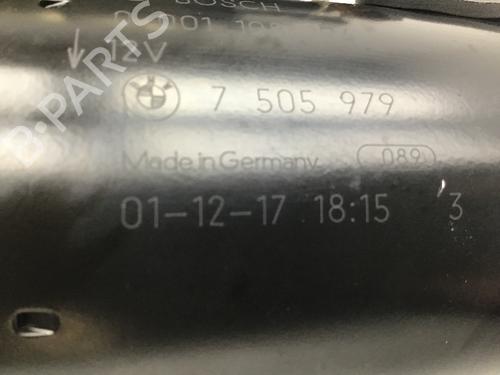 BOSCH
12V
7 505 979
Made in Germany
089
01-12-17 18:15 3
B-PARTS